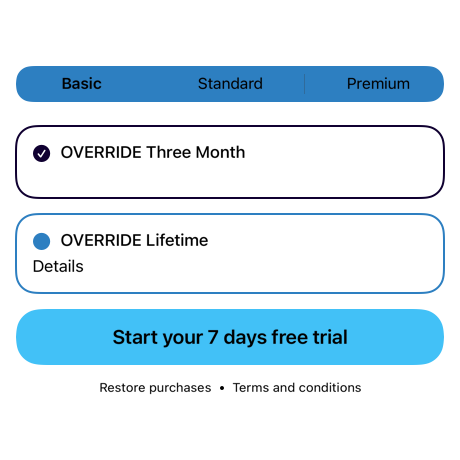 Basic Standard Premium
OVERRIDE Three Month
OVERRIDE Lifetime
Details
Start your 7 days free trial
Restore purchases • Terms and conditions